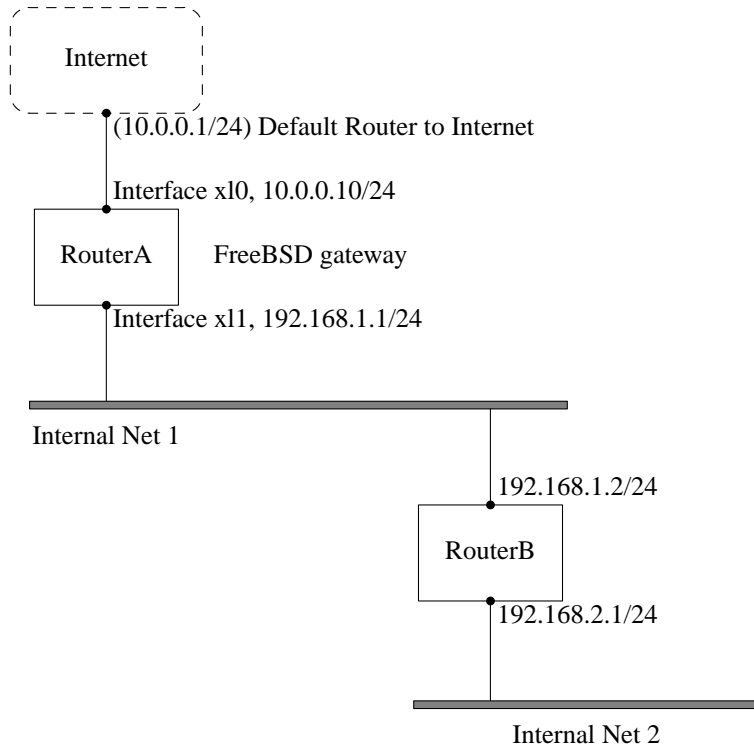 Internet
(10.0.0.1/24) Default Router to Internet
Interface xl0, 10.0.0.10/24
RouterA
FreeBSD gateway
Interface xl1, 192.168.1.1/24
Internal Net 1
192.168.1.2/24
RouterB
192.168.2.1/24
Internal Net 2